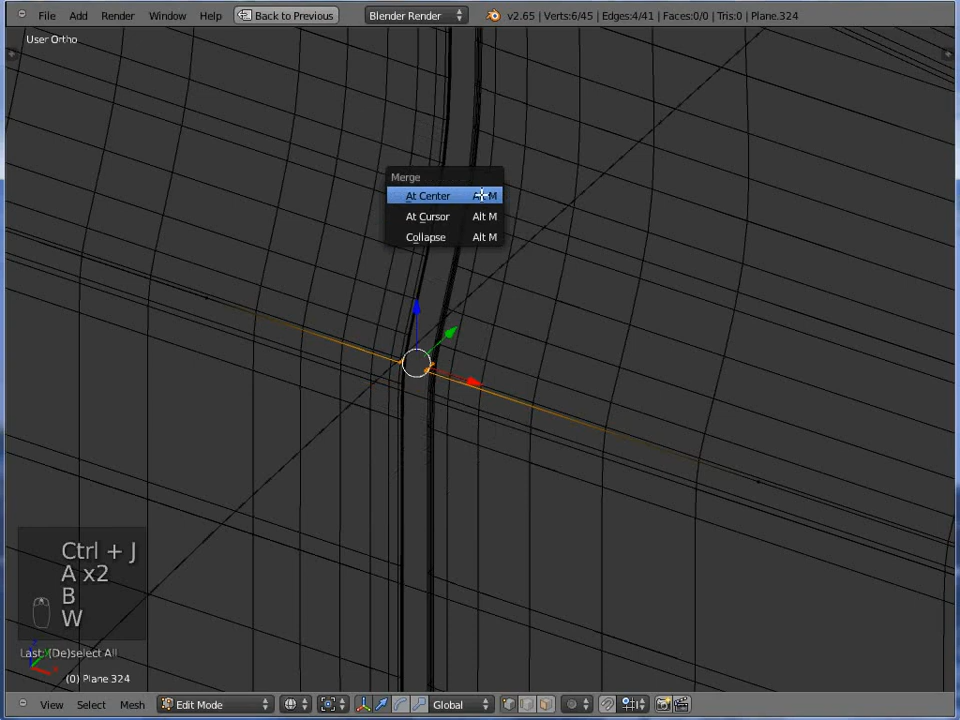 File Add Render Window Help Back to Previous Blender Render v2.65 | Verts:6/45 | Edges:4/41 | Faces:0/0 | Tris:0 | Plane.324
User Ortho
Merge
At Center Alt M
At Cursor Alt M
Collapse Alt M
Ctrl + J
A x2
B
W
Last: (De)select All
(0) Plane.324
View Select Mesh Edit Mode Global